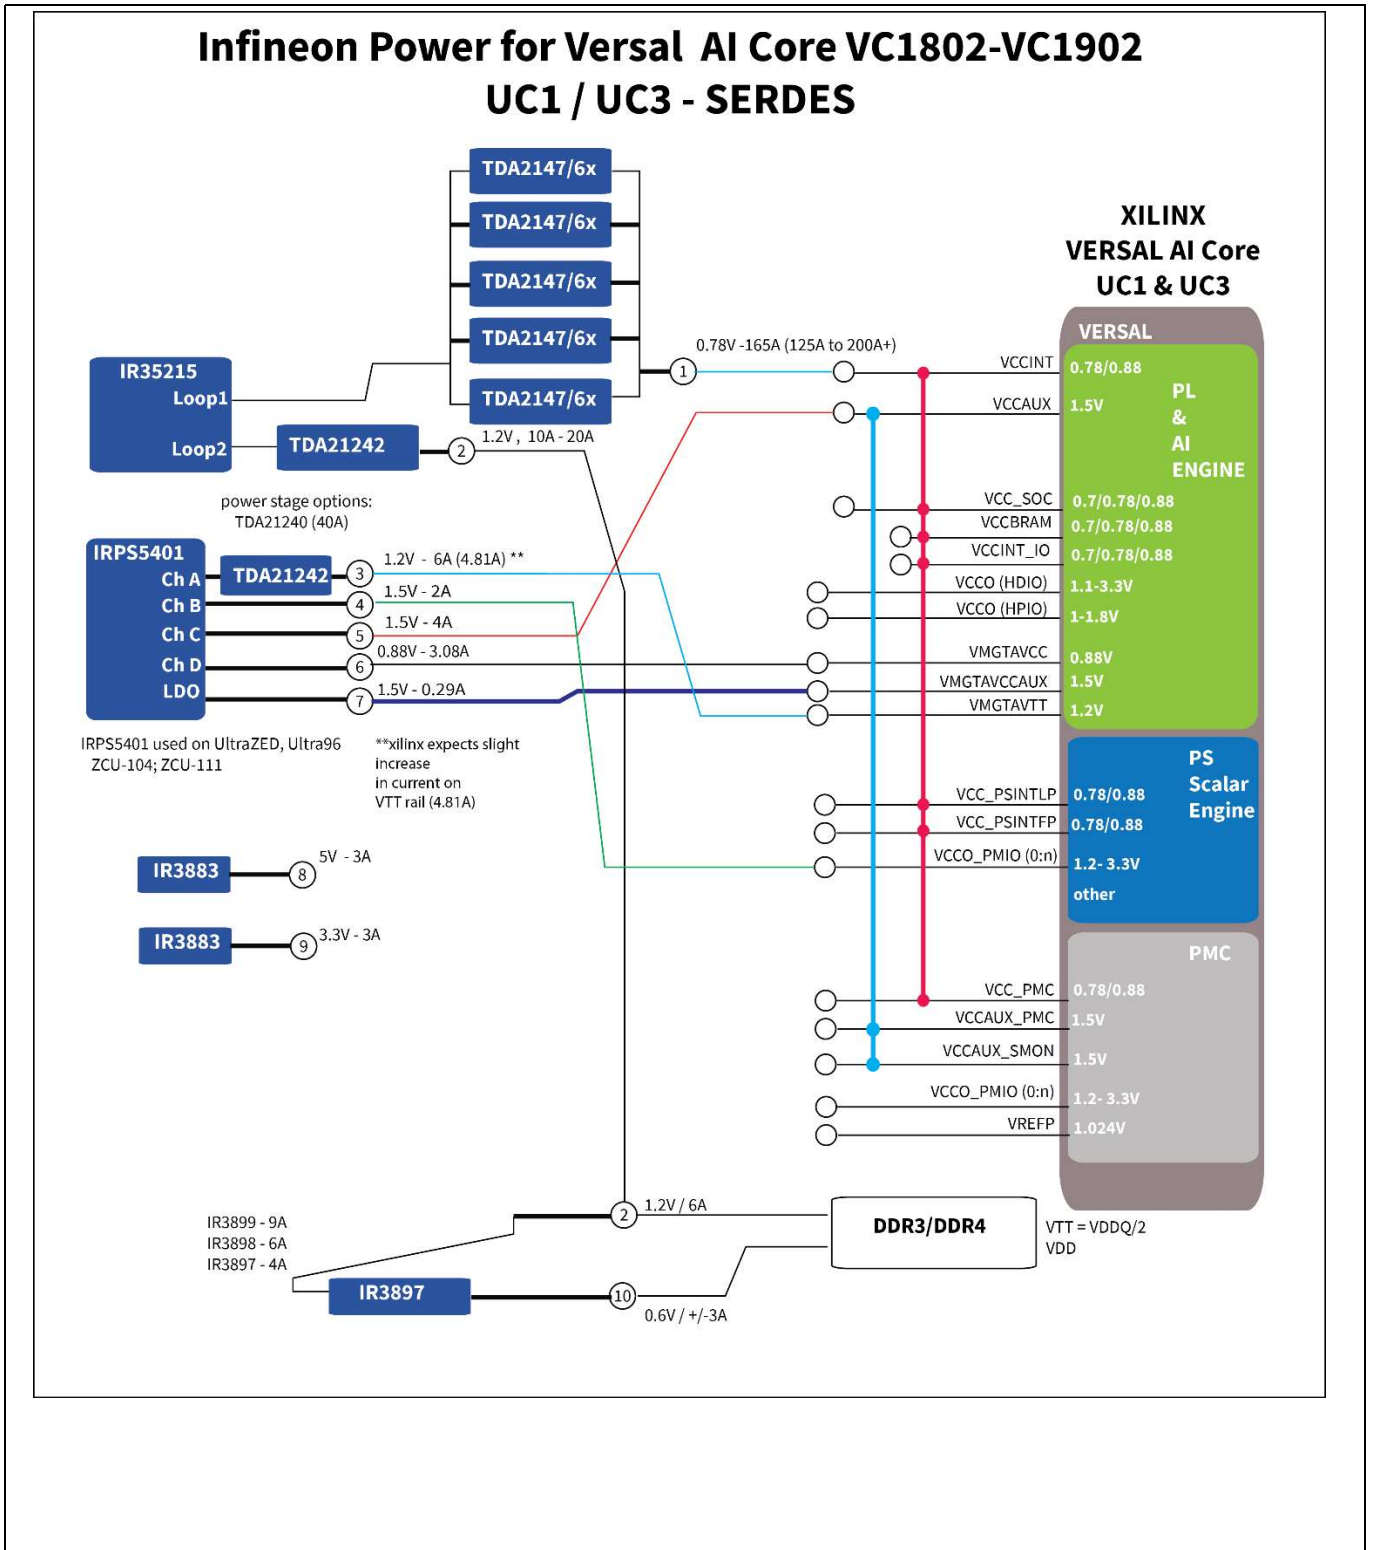 Infineon Power for Versal AI Core VC1802-VC1902
UC1 / UC3 - SERDES
TDA2147/6x
TDA2147/6x
TDA2147/6x
TDA2147/6x
TDA2147/6x
XILINX
VERSAL AI Core
UC1 & UC3
VERSAL
IR35215
Loop1
Loop2
TDA21242
2
1.2V , 10A - 20A
1
0.78V -165A (125A to 200A+)
power stage options:
TDA21240 (40A)
VCCINT
0.78/0.88
VCCAUX
1.5V
PL
&
AI
ENGINE
VCC_SOC
0.7/0.78/0.88
VCCBRAM
0.7/0.78/0.88
VCCINT_IO
0.7/0.78/0.88
VCCO (HDIO)
1.1-3.3V
VCCO (HPIO)
1-1.8V
VMGTAVCC
0.88V
VMGTAVCCAUX
1.5V
VMGTAVTT
1.2V
IRPS5401
Ch A
Ch B
Ch C
Ch D
LDO
TDA21242
3
1.2V - 6A (4.81A) **
4
1.5V - 2A
5
1.5V - 4A
6
0.88V - 3.08A
7
1.5V - 0.29A
IRPS5401 used on UltraZED, Ultra96
ZCU-104; ZCU-111
**xilinx expects slight
increase
in current on
VTT rail (4.81A)
PS
Scalar
Engine
VCC_PSINTLP
0.78/0.88
VCC_PSINTFP
0.78/0.88
VCCO_PMIO (0:n)
1.2- 3.3V
other
IR3883
8
5V - 3A
IR3883
9
3.3V - 3A
PMC
VCC_PMC
0.78/0.88
VCCAUX_PMC
1.5V
VCCAUX_SMON
1.5V
VCCO_PMIO (0:n)
1.2- 3.3V
VREFP
1.024V
IR3899 - 9A
IR3898 - 6A
IR3897 - 4A
IR3897
2
1.2V / 6A
10
0.6V / +/-3A
DDR3/DDR4
VTT = VDDQ/2
VDD